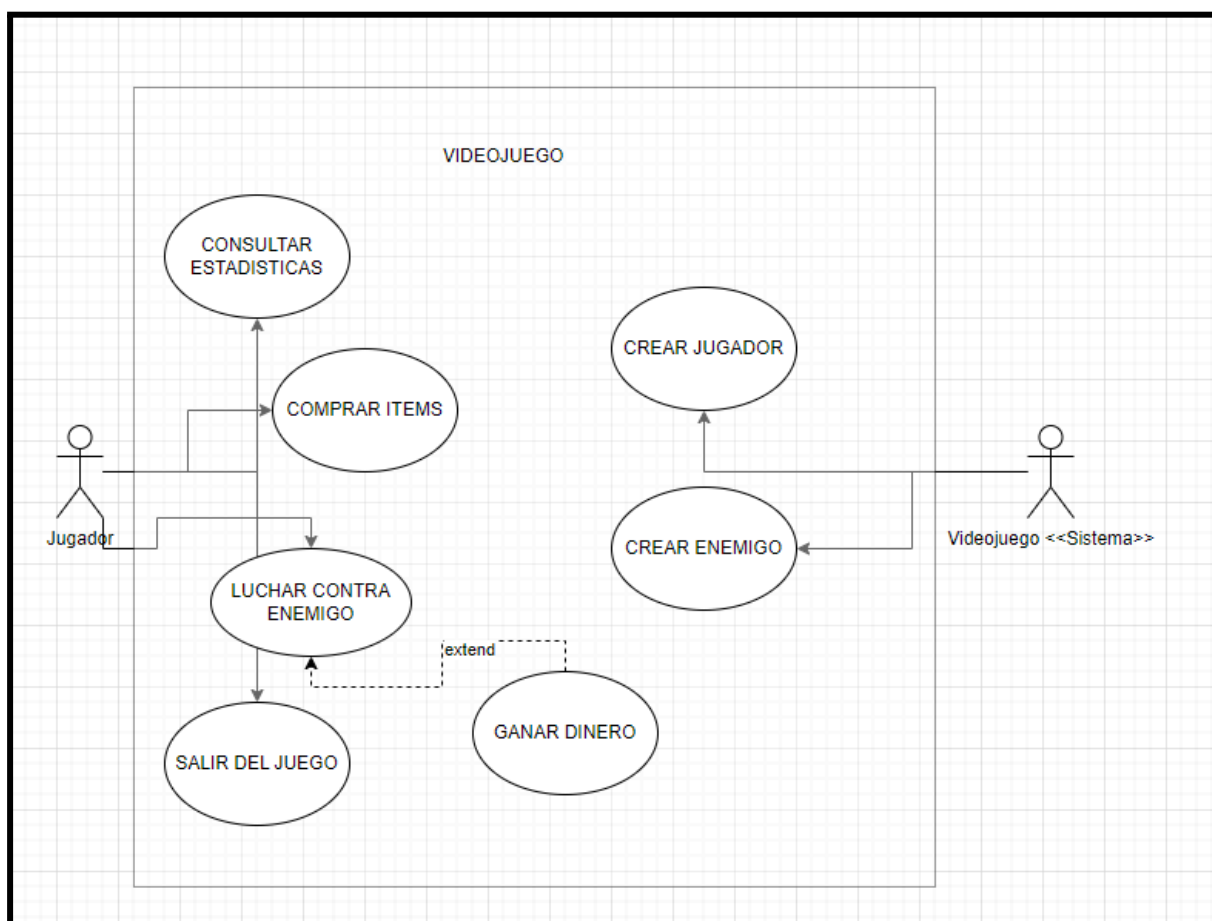 VIDEOJUEGO
CONSULTAR
ESTADISTICAS
CREAR JUGADOR
COMPRAR ITEMS
Jugador
Videojuego <<Sistema>>
CREAR ENEMIGO
LUCHAR CONTRA
ENEMIGO
extend
GANAR DINERO
SALIR DEL JUEGO